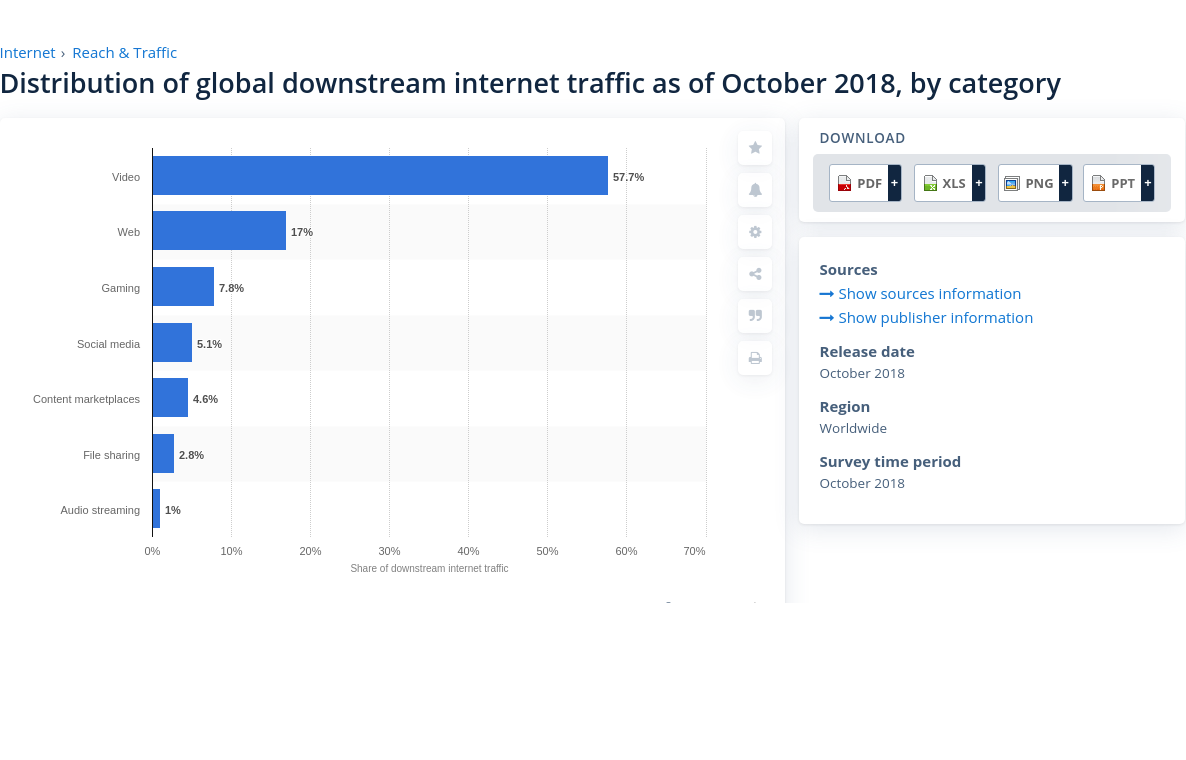 Internet › Reach & Traffic
Distribution of global downstream internet traffic as of October 2018, by category
Video 57.7%
Web 17%
Gaming 7.8%
Social media 5.1%
Content marketplaces 4.6%
File sharing 2.8%
Audio streaming 1%
0% 10% 20% 30% 40% 50% 60% 70%
Share of downstream internet traffic
DOWNLOAD
PDF + XLS + PNG + PPT +
Sources
Show sources information
Show publisher information
Release date
October 2018
Region
Worldwide
Survey time period
October 2018